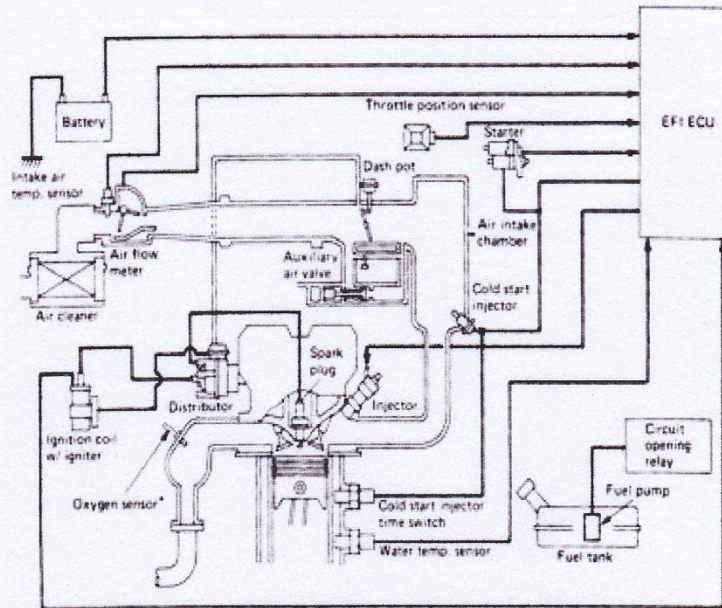 EFI ECU
Throttle position sensor
Battery
Starter
Intake air
temp. sensor
Dash pot
Air intake
chamber
Air flow
meter
Auxiliary
air valve
Cold start
injector
Air cleaner
Spark
plug
Distributor
Injector
Ignition coil
w/ igniter
Circuit
opening
relay
Oxygen sensor*
Cold start injector
time switch
Fuel pump
Water temp. sensor
Fuel tank